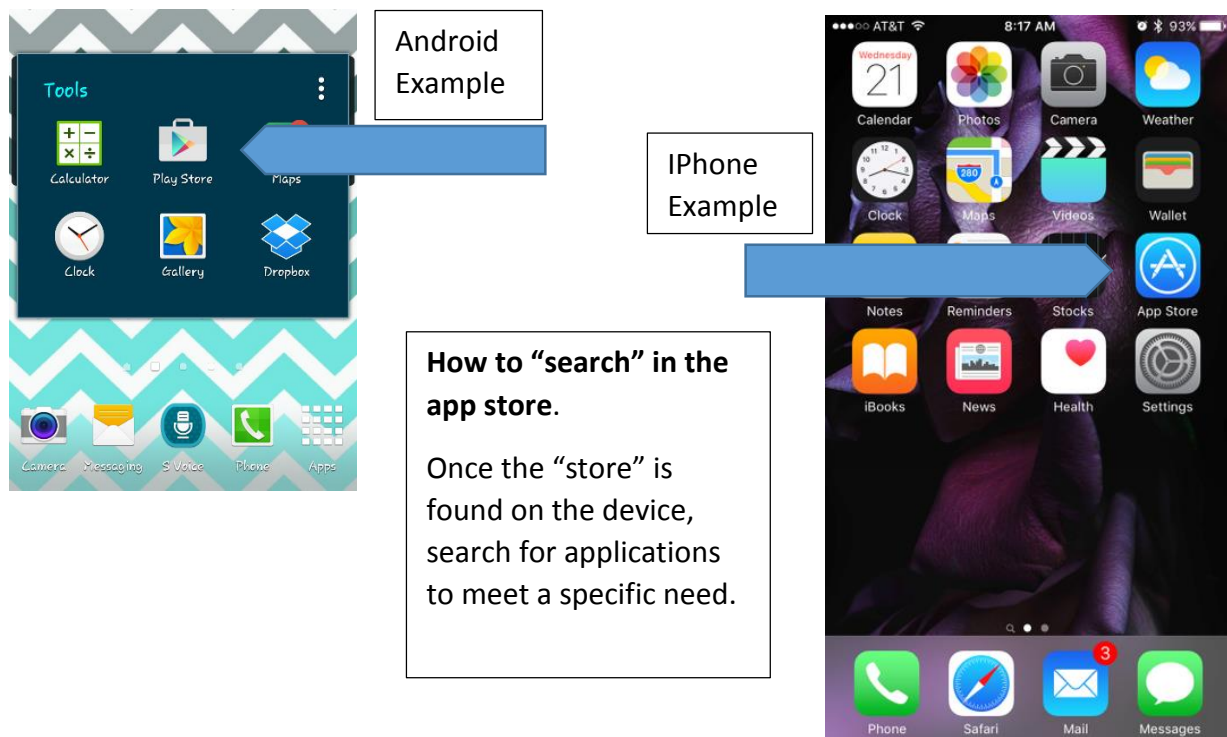 Android
Example
Tools
Calculator Play Store Maps
Clock Gallery Dropbox
Camera Messaging S Voice Phone Apps
IPhone
Example
How to “search” in the
app store.
Once the “store” is
found on the device,
search for applications
to meet a specific need.
AT&T 8:17 AM 93%
Wednesday
21
Calendar Photos Camera Weather
12
280
Clock Maps Videos Wallet
Notes Reminders Stocks App Store
iBooks News Health Settings
3
Phone Safari Mail Messages